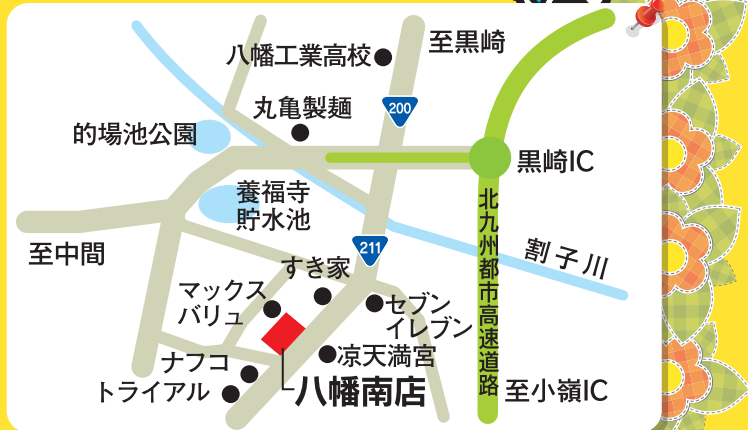 八幡工業高校
至黒崎
200
丸亀製麺
的場池公園
黒崎IC
養福寺
貯水池
北九州都市高速道路
至中間
211
割子川
すき家
マックス
バリュ
セブン
イレブン
凉天満宮
ナフコ
トライアル
八幡南店
至小嶺IC